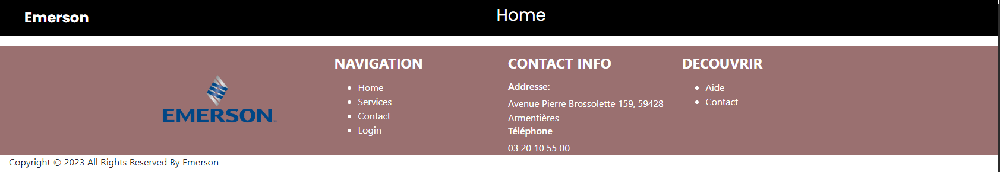 Emerson
Home
EMERSON
NAVIGATION
Home
Services
Contact
Login
CONTACT INFO
Addresse:
Avenue Pierre Brossolette 159, 59428
Armentières
Téléphone
03 20 10 55 00
DECOUVRIR
Aide
Contact
Copyright © 2023 All Rights Reserved By Emerson